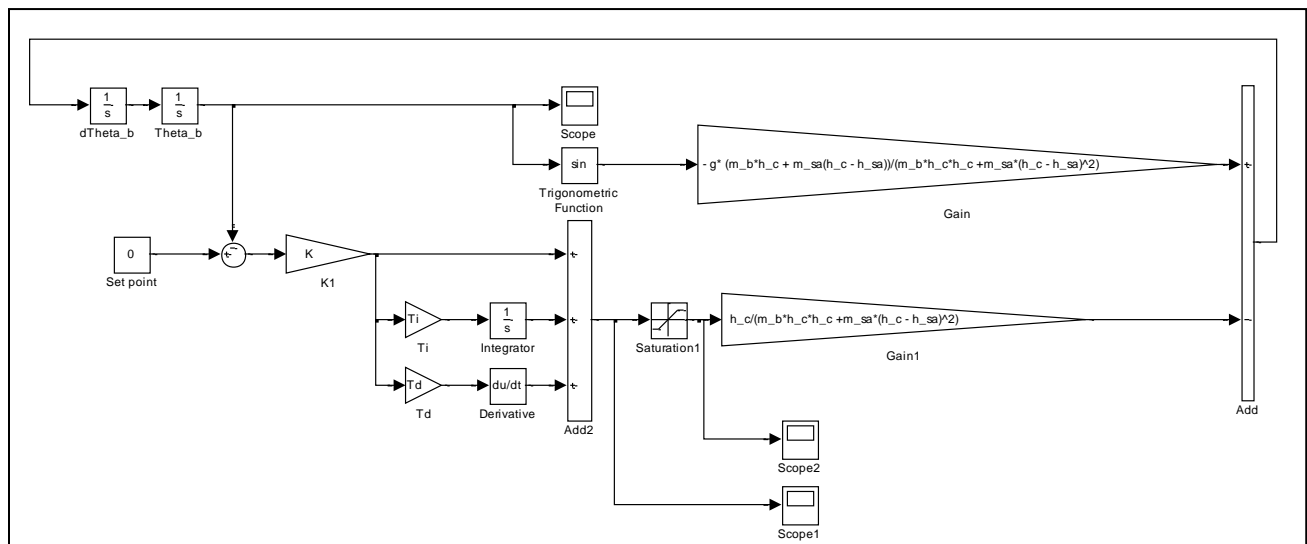 1
s
dTheta_b
1
s
Theta_b
Scope
sin
Trigonometric
Function
- g* (m_b*h_c + m_sa(h_c - h_sa))/(m_b*h_c*h_c +m_sa*(h_c - h_sa)^2)
Gain
0
Set point
K
K1
Ti
Ti
1
s
Integrator
Td
Td
du/dt
Derivative
Add2
Saturation1
h_c/(m_b*h_c*h_c +m_sa*(h_c - h_sa)^2)
Gain1
Add
Scope2
Scope1